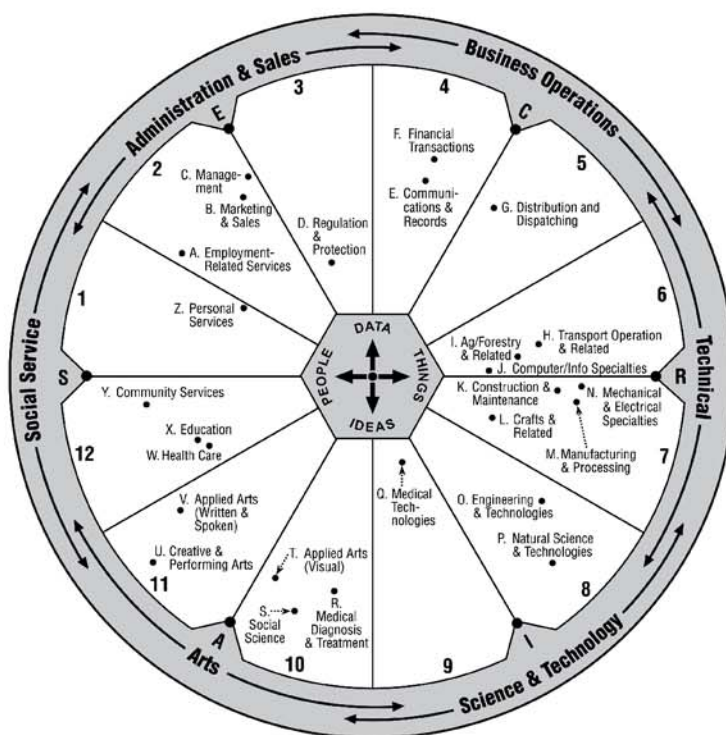 Administration & Sales
Business Operations
Technical
Science & Technology
Arts
Social Service
E
C
R
I
A
S
1
2
3
4
5
6
7
8
9
10
11
12
PEOPLE
DATA
THINGS
IDEAS
F. Financial
Transactions
E. Communi-
cations &
Records
C. Manage-
ment
B. Marketing
& Sales
D. Regulation
&
Protection
A. Employment-
Related Services
G. Distribution and
Dispatching
Z. Personal
Services
H. Transport Operation
& Related
I. Ag/Forestry
& Related
J. Computer/Info Specialties
K. Construction &
Maintenance
N. Mechanical
& Electrical
Specialties
L. Crafts &
Related
M. Manufacturing
& Processing
Y. Community Services
X. Education
W. Health Care
V. Applied Arts
(Written &
Spoken)
U. Creative &
Performing Arts
T. Applied Arts
(Visual)
S.
Social
Science
R.
Medical
Diagnosis
& Treatment
Q. Medical
Tech-
nologies
O. Engineering
& Technologies
P. Natural Science
& Technologies